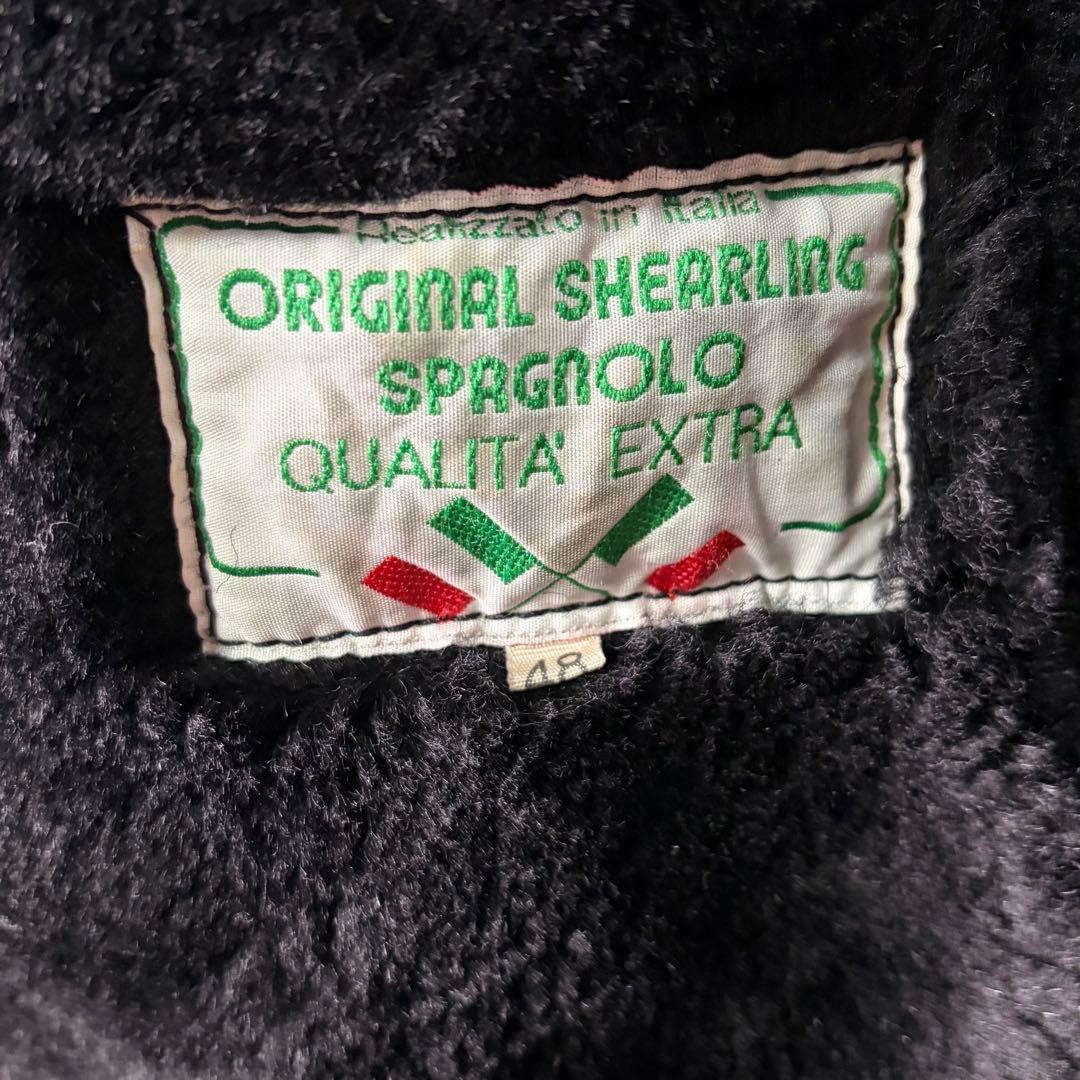 Realizzato in Italia
ORIGINAL SHEARLING
SPAGNOLO
QUALITA' EXTRA
48